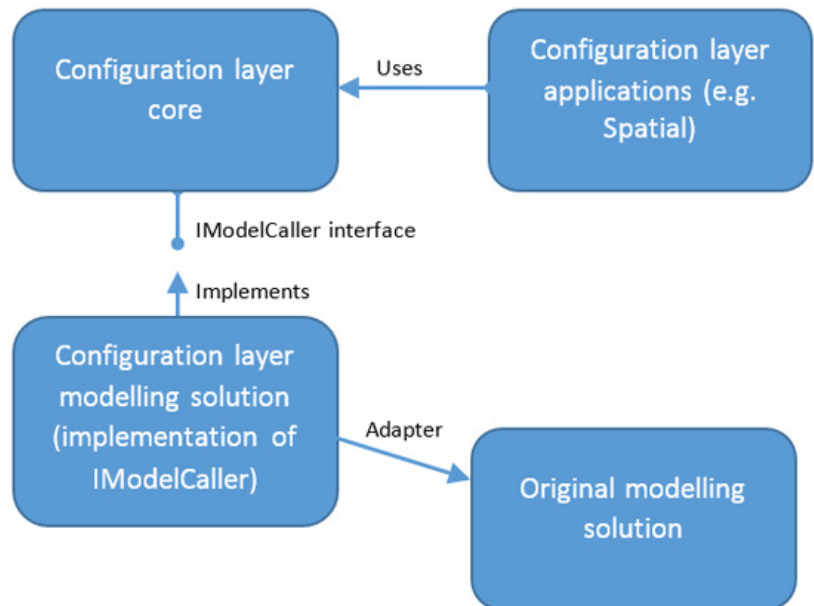 Configuration layer
core
Uses
Configuration layer
applications (e.g.
Spatial)
IModelCaller interface
Implements
Configuration layer
modelling solution
(implementation of
IModelCaller)
Adapter
Original modelling
solution